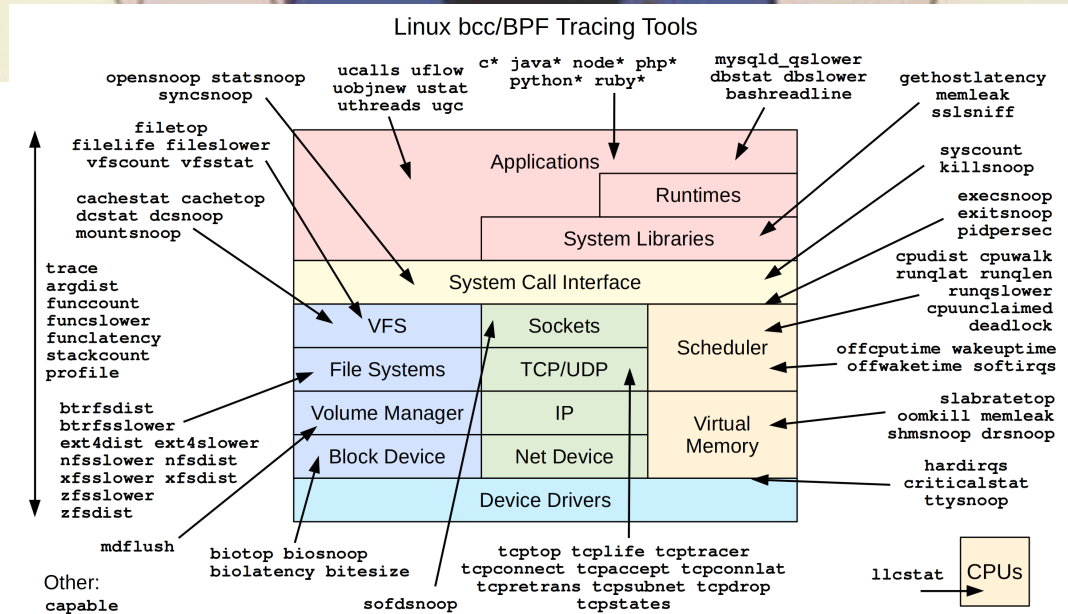 Linux bcc/BPF Tracing Tools
opensnoop statsnoop
syncsnoop
ucalls uflow
uobjnew ustat
uthreads ugc
c* java* node* php*
python* ruby*
mysqld_qslower
dbstat dbslower
bashreadline
gethostlatency
memleak
sslsniff
filetop
filelife fileslower
vfscount vfsstat
cachestat cachetop
dcstat dcsnoop
mountsnoop
trace
argdist
funccount
funcslower
funclatency
stackcount
profile
btrfsdist
btrfsslower
ext4dist ext4slower
nfsslower nfsdist
xfsslower xfsdist
zfsslower
zfsdist
mdflush
Other:
capable
Applications
Runtimes
System Libraries
System Call Interface
VFS
Sockets
Scheduler
File Systems
TCP/UDP
Volume Manager
IP
Virtual
Memory
Block Device
Net Device
Device Drivers
syscount
killsnoop
execsnoop
exitsnoop
pidpersec
cpudist cpuwalk
runqlat runqlen
runqslower
cpuunclaimed
deadlock
offcputime wakeuptime
offwaketime softirqs
slabratetop
oomkill memleak
shmsnoop drsnoop
hardirqs
criticalstat
ttysnoop
biotop biosnoop
biolatency bitesize
sofdsnoop
tcptop tcplife tcptracer
tcpconnect tcpaccept tcpconnlat
tcpretrans tcpsubnet tcpdrop
tcpstates
llcstat
CPUs